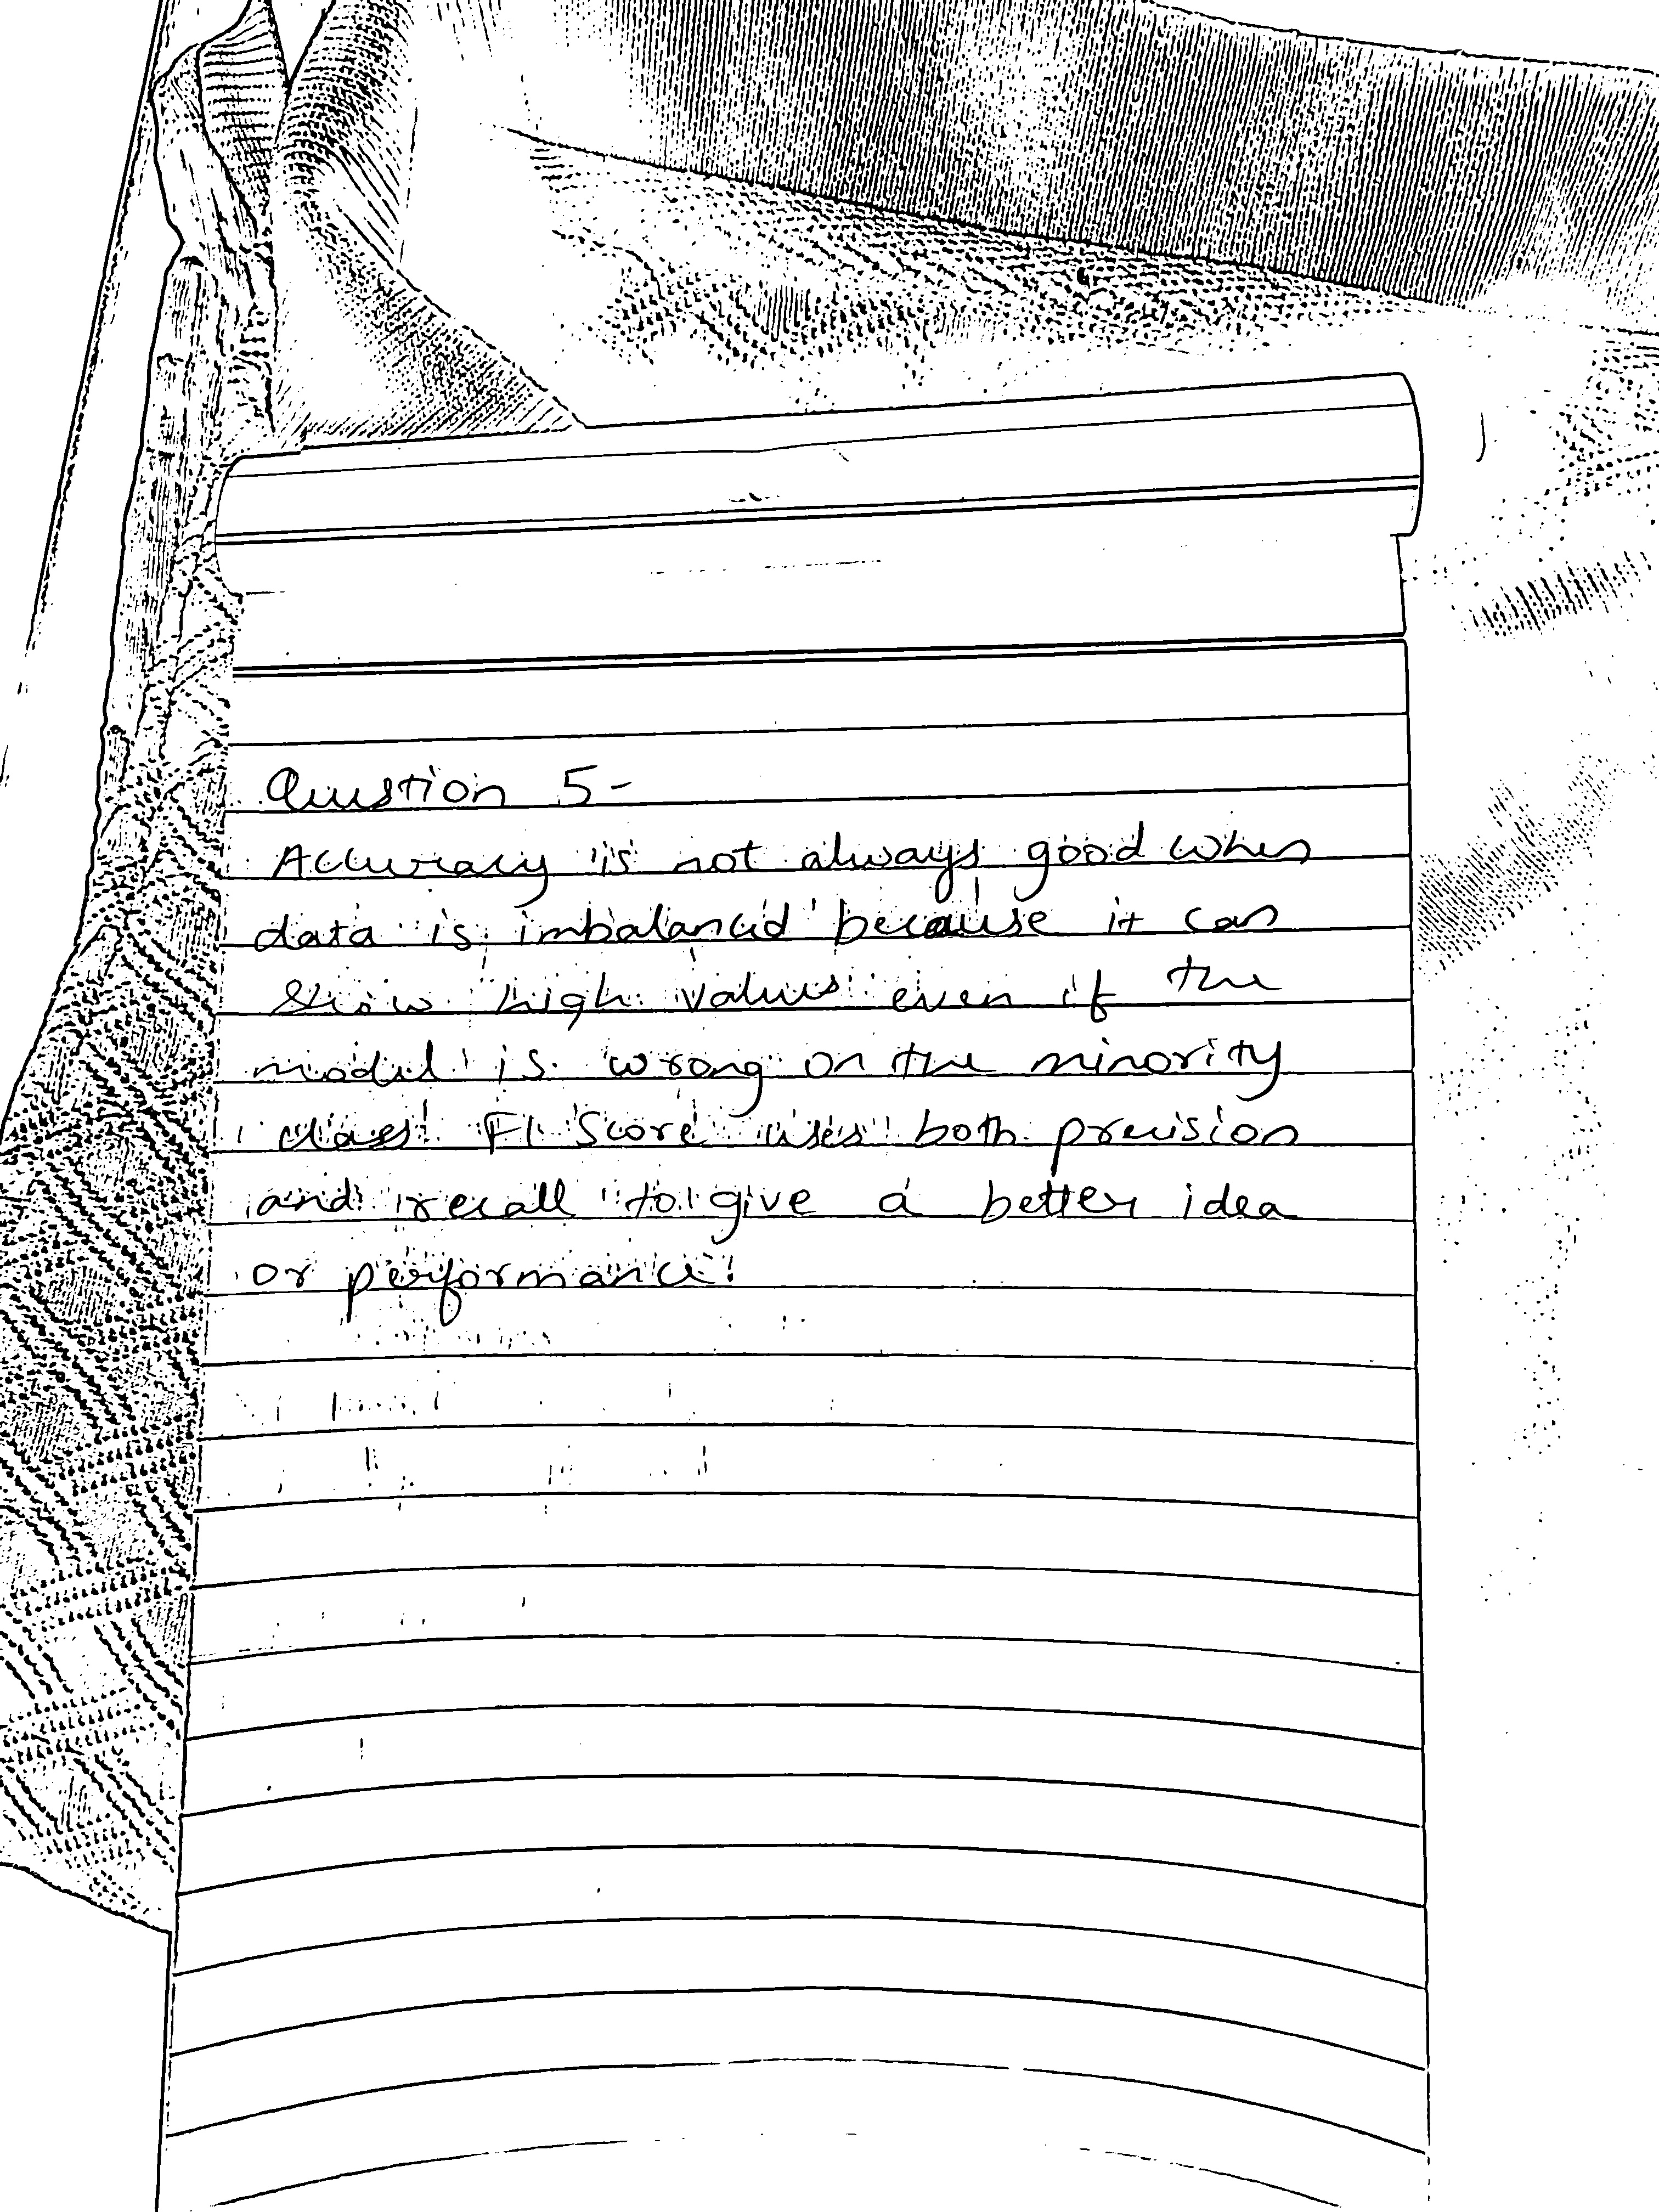 Question 5-
Accuracy is not always good when
data is imbalanced because it can
show high values even if the
model is wrong on the minority
class F1 Score uses both precision
and recall to give a better idea
or performance.